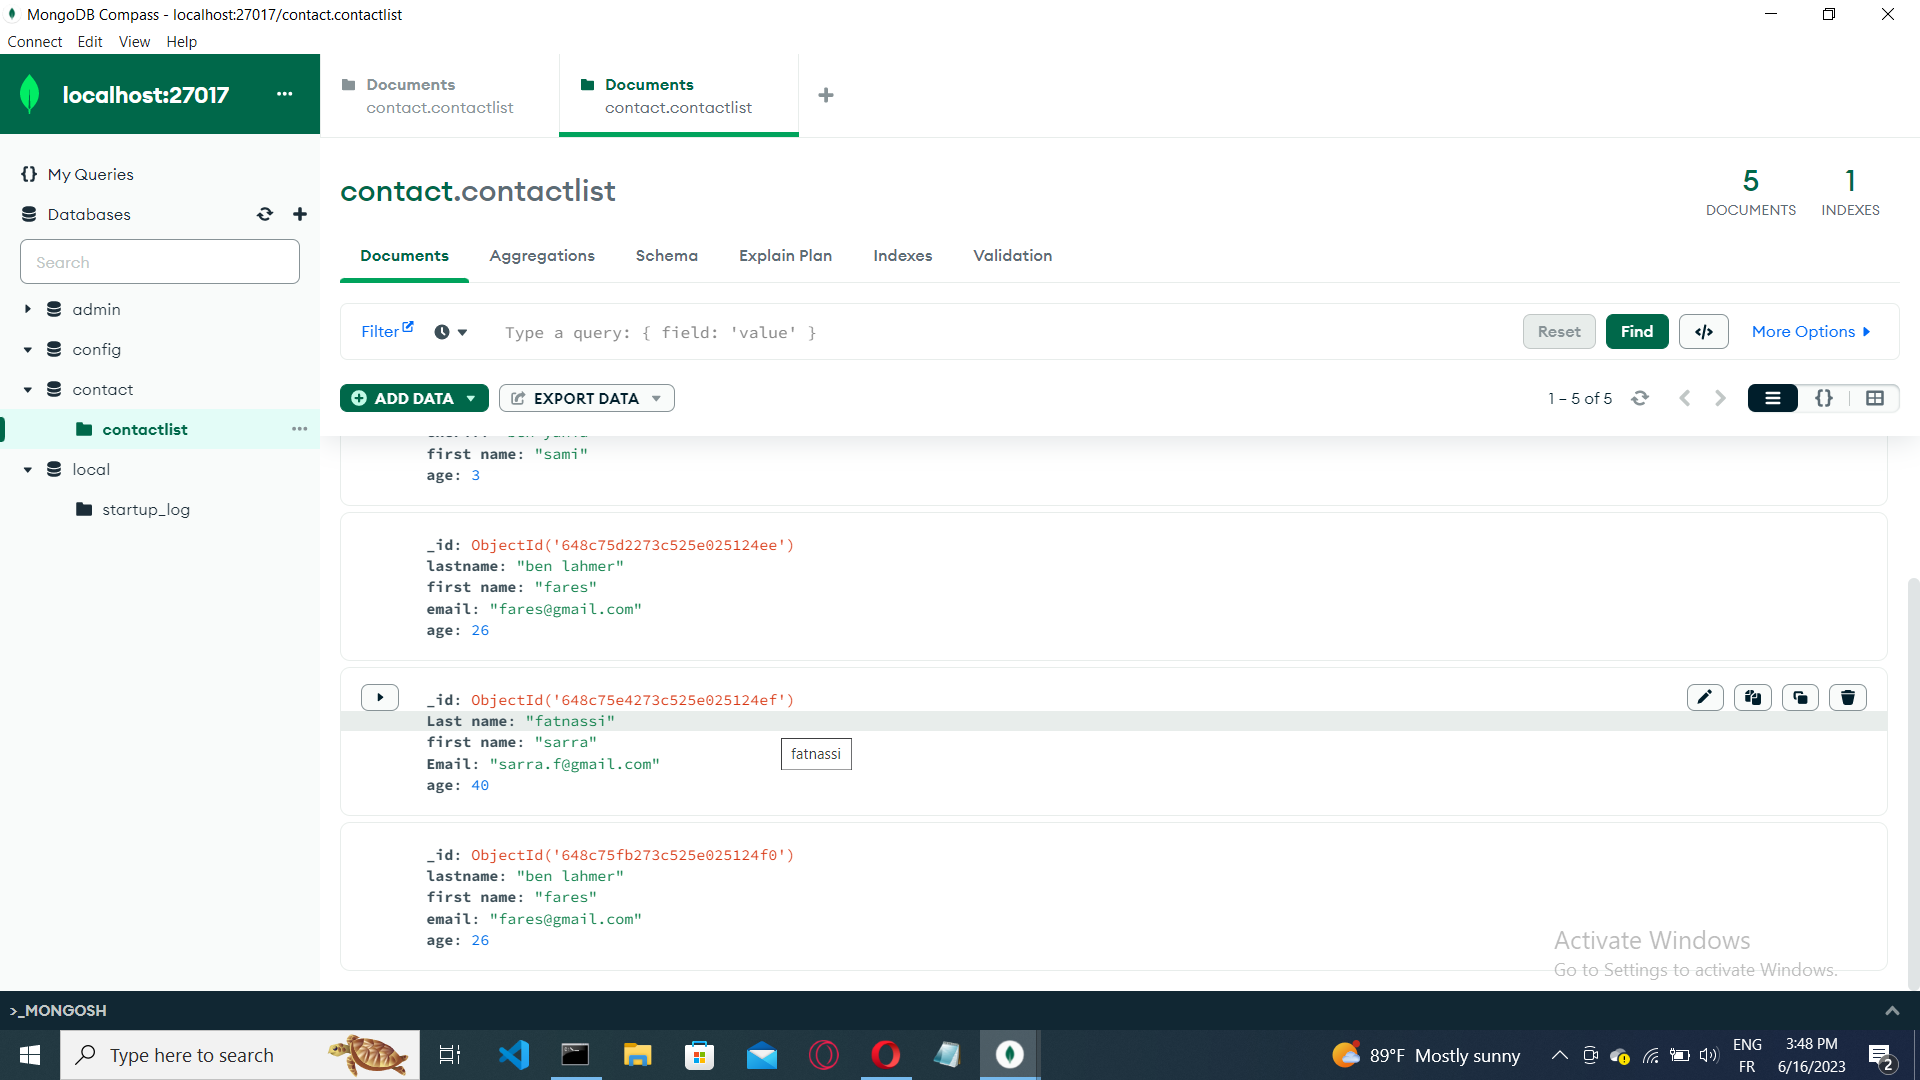 MongoDB Compass - localhost:27017/contact.contactlist
Connect Edit View Help
localhost:27017
Documents
contact.contactlist
Documents
contact.contactlist
My Queries
Databases
Search
admin
config
contact
contactlist
local
startup_log
contact.contactlist
5
DOCUMENTS
1
INDEXES
Documents Aggregations Schema Explain Plan Indexes Validation
Filter Type a query: { field: 'value' } Reset Find </> More Options
ADD DATA EXPORT DATA 1 – 5 of 5 {}
first name: "sami"
age: 3
_id: ObjectId('648c75d2273c525e025124ee')
lastname: "ben lahmer"
first name: "fares"
email: "fares@gmail.com"
age: 26
_id: ObjectId('648c75e4273c525e025124ef')
Last name: "fatnassi"
first name: "sarra"
Email: "sarra.f@gmail.com"
age: 40
fatnassi
_id: ObjectId('648c75fb273c525e025124f0')
lastname: "ben lahmer"
first name: "fares"
email: "fares@gmail.com"
age: 26
Activate Windows
Go to Settings to activate Windows.
>_MONGOSH
Type here to search
89°F Mostly sunny
ENG
FR
3:48 PM
6/16/2023
2